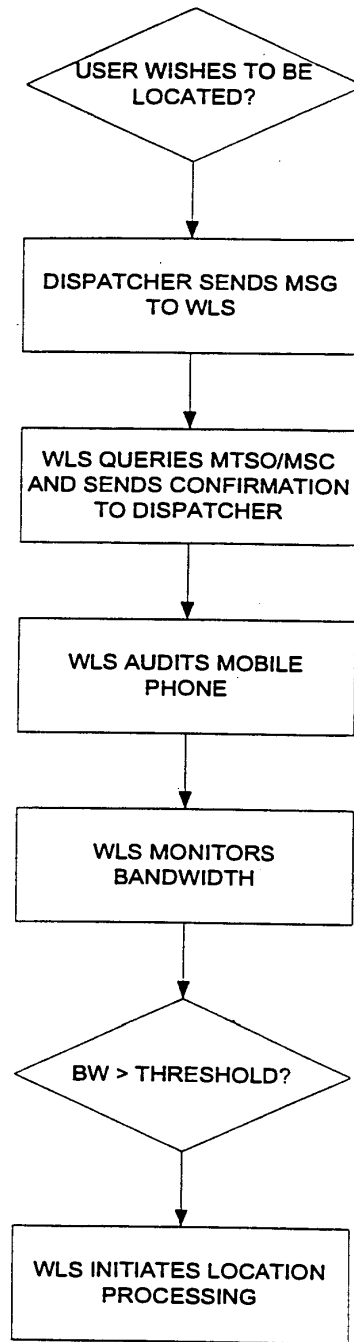 USER WISHES TO BE
LOCATED?
DISPATCHER SENDS MSG
TO WLS
WLS QUERIES MTSO/MSC
AND SENDS CONFIRMATION
TO DISPATCHER
WLS AUDITS MOBILE
PHONE
WLS MONITORS
BANDWIDTH
BW > THRESHOLD?
WLS INITIATES LOCATION
PROCESSING